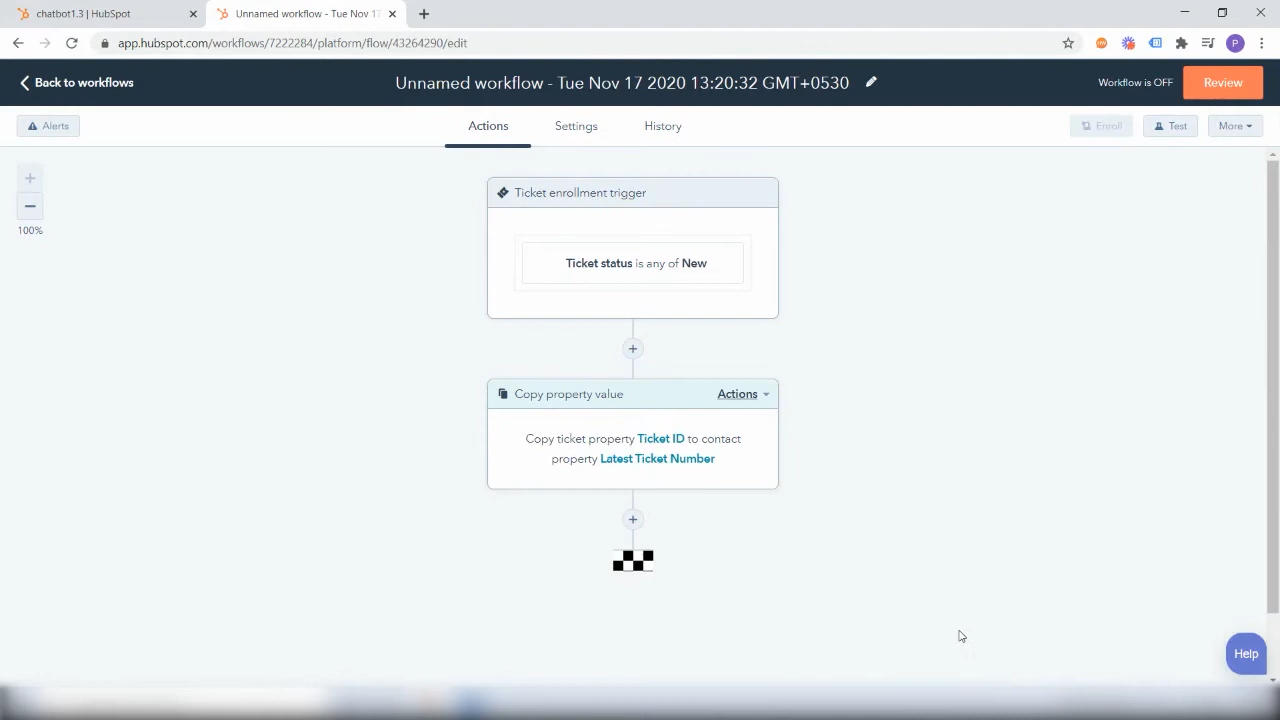 chatbot1.3 | HubSpot
Unnamed workflow - Tue Nov 17
app.hubspot.com/workflows/7222284/platform/flow/43264290/edit
P
Back to workflows
Unnamed workflow - Tue Nov 17 2020 13:20:32 GMT+0530
Workflow is OFF
Review
Alerts
Actions
Settings
History
Enroll
Test
More
+
−
100%
Ticket enrollment trigger
Ticket status is any of New
+
Copy property value
Actions
Copy ticket property Ticket ID to contact
property Latest Ticket Number
+
Help